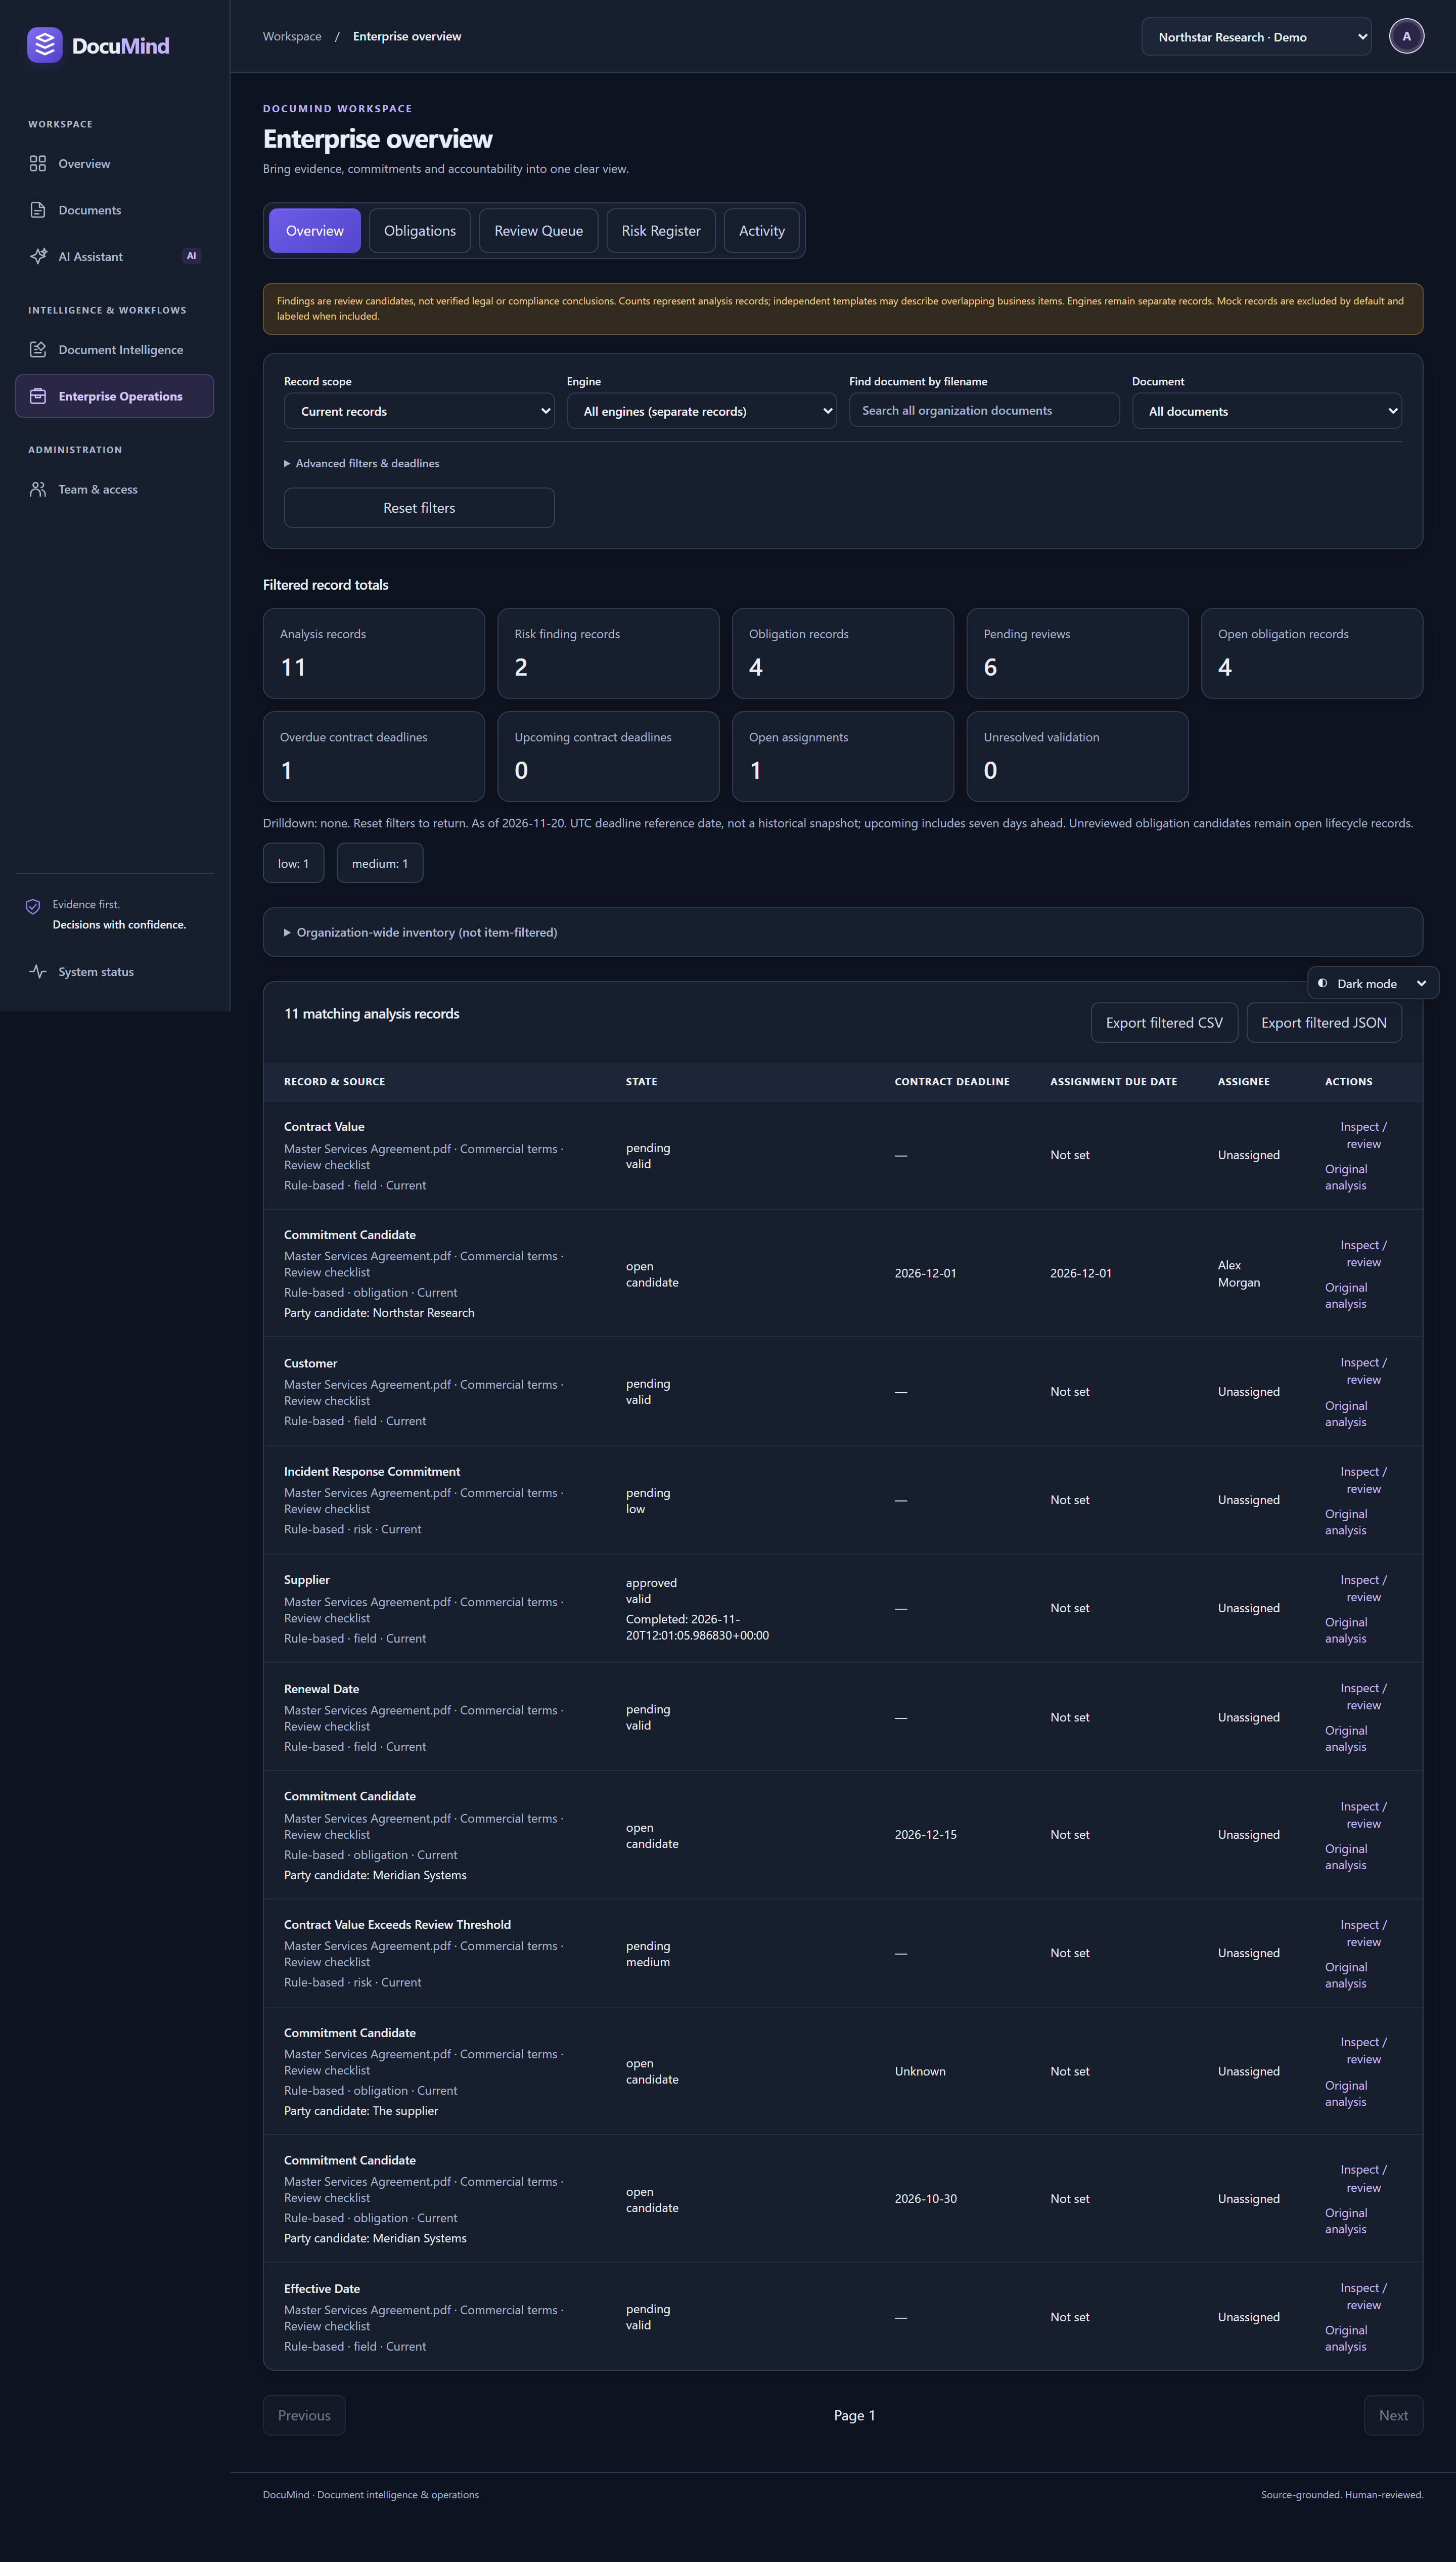 DocuMind
WORKSPACE
Overview
Documents
AI Assistant AI
INTELLIGENCE & WORKFLOWS
Document Intelligence
Enterprise Operations
ADMINISTRATION
Team & access
Evidence first.
Decisions with confidence.
System status
Workspace / Enterprise overview
Northstar Research · Demo
A
DOCUMIND WORKSPACE
Enterprise overview
Bring evidence, commitments and accountability into one clear view.
Overview Obligations Review Queue Risk Register Activity
Findings are review candidates, not verified legal or compliance conclusions. Counts represent analysis records; independent templates may describe overlapping business items. Engines remain separate records. Mock records are excluded by default and
labeled when included.
Record scope Engine Find document by filename Document
Current records All engines (separate records) Search all organization documents All documents
Advanced filters & deadlines
Reset filters
Filtered record totals
Analysis records Risk finding records Obligation records Pending reviews Open obligation records
11 2 4 6 4
Overdue contract deadlines Upcoming contract deadlines Open assignments Unresolved validation
1 0 1 0
Drilldown: none. Reset filters to return. As of 2026-11-20. UTC deadline reference date, not a historical snapshot; upcoming includes seven days ahead. Unreviewed obligation candidates remain open lifecycle records.
low: 1 medium: 1
Organization-wide inventory (not item-filtered)
Dark mode
11 matching analysis records
Export filtered CSV Export filtered JSON
RECORD & SOURCE STATE CONTRACT DEADLINE ASSIGNMENT DUE DATE ASSIGNEE ACTIONS
Contract Value
Master Services Agreement.pdf · Commercial terms ·
Review checklist
Rule-based · field · Current
pending
valid
— Not set Unassigned
Inspect /
review
Original
analysis
Commitment Candidate
Master Services Agreement.pdf · Commercial terms ·
Review checklist
Rule-based · obligation · Current
Party candidate: Northstar Research
open
candidate
2026-12-01 2026-12-01
Alex
Morgan
Inspect /
review
Original
analysis
Customer
Master Services Agreement.pdf · Commercial terms ·
Review checklist
Rule-based · field · Current
pending
valid
— Not set Unassigned
Inspect /
review
Original
analysis
Incident Response Commitment
Master Services Agreement.pdf · Commercial terms ·
Review checklist
Rule-based · risk · Current
pending
low
— Not set Unassigned
Inspect /
review
Original
analysis
Supplier
Master Services Agreement.pdf · Commercial terms ·
Review checklist
Rule-based · field · Current
approved
valid
Completed: 2026-11-
20T12:01:05.986830+00:00
— Not set Unassigned
Inspect /
review
Original
analysis
Renewal Date
Master Services Agreement.pdf · Commercial terms ·
Review checklist
Rule-based · field · Current
pending
valid
— Not set Unassigned
Inspect /
review
Original
analysis
Commitment Candidate
Master Services Agreement.pdf · Commercial terms ·
Review checklist
Rule-based · obligation · Current
Party candidate: Meridian Systems
open
candidate
2026-12-15 Not set Unassigned
Inspect /
review
Original
analysis
Contract Value Exceeds Review Threshold
Master Services Agreement.pdf · Commercial terms ·
Review checklist
Rule-based · risk · Current
pending
medium
— Not set Unassigned
Inspect /
review
Original
analysis
Commitment Candidate
Master Services Agreement.pdf · Commercial terms ·
Review checklist
Rule-based · obligation · Current
Party candidate: The supplier
open
candidate
Unknown Not set Unassigned
Inspect /
review
Original
analysis
Commitment Candidate
Master Services Agreement.pdf · Commercial terms ·
Review checklist
Rule-based · obligation · Current
Party candidate: Meridian Systems
open
candidate
2026-10-30 Not set Unassigned
Inspect /
review
Original
analysis
Effective Date
Master Services Agreement.pdf · Commercial terms ·
Review checklist
Rule-based · field · Current
pending
valid
— Not set Unassigned
Inspect /
review
Original
analysis
Previous Page 1 Next
DocuMind · Document intelligence & operations Source-grounded. Human-reviewed.